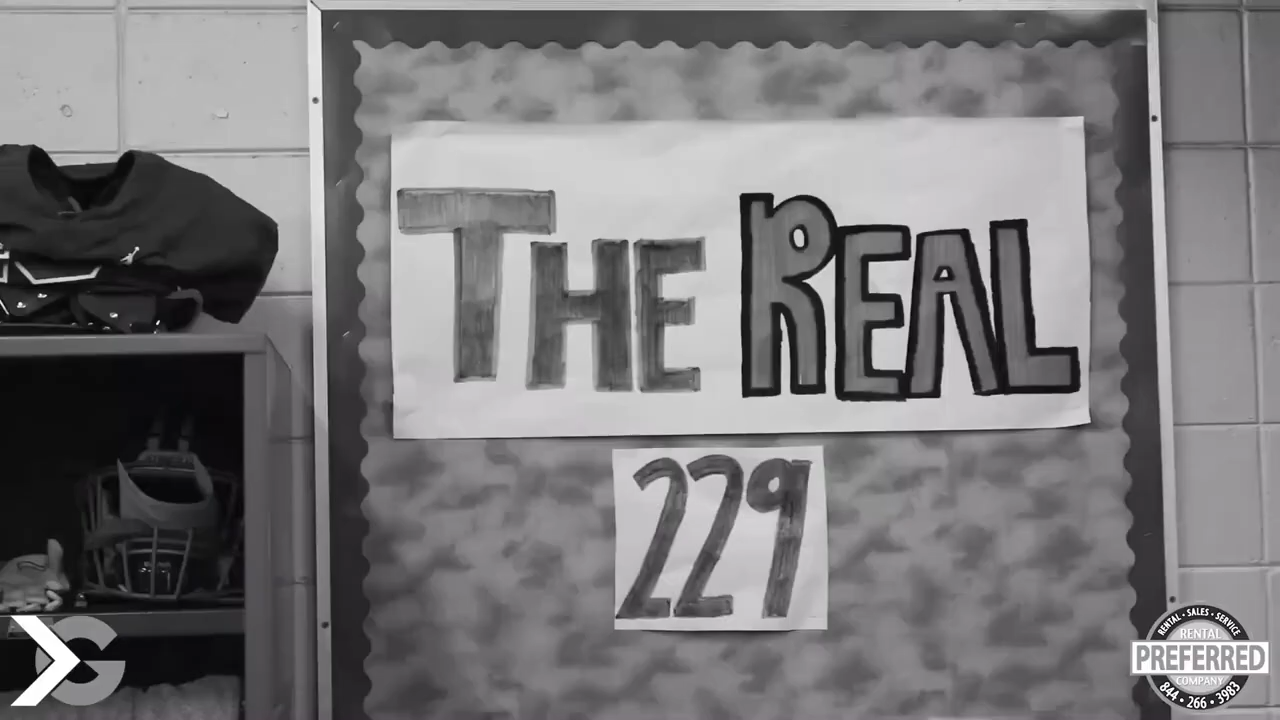 THE REAL
229
RENTAL • SALES • SERVICE
RENTAL
PREFERRED
COMPANY
844 • 266 • 3983
G